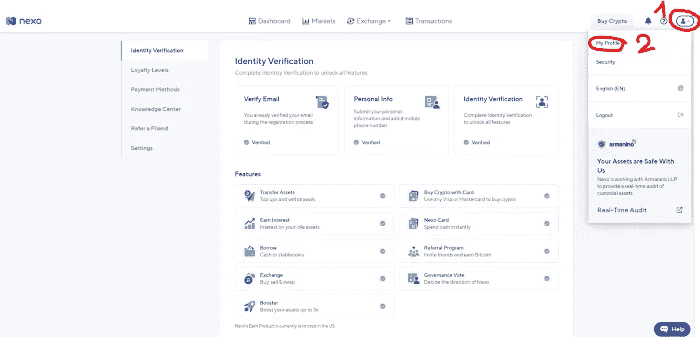 1
nexo
Dashboard
Markets
Exchange
Transactions
Buy Crypto
2
My Profile
Security
English (EN)
Logout
armanino
Your Assets are Safe With
Us
Nexo is working with Armanino LLP
to provide a real-time audit of
custodial assets.
Real-Time Audit
Identity Verification
Loyalty Levels
Payment Methods
Knowledge Center
Refer a Friend
Settings
Identity Verification
Complete Identity Verification to unlock all features
Verify Email
You already verified your email
during the registration process
Verified
Personal Info
Submit your personal
information and add mobile
phone number
Verified
Identity Verification
Complete Identity Verification
to unlock all features
Verified
Features
Transfer Assets
Top ups and withdrawals
Buy Crypto with Card
Use any Visa or Mastercard to buy crypto
Earn Interest
Interest on your idle assets
Nexo Card
Spend cash instantly
Borrow
Cash or stablecoins
Referral Program
Invite friends and earn Bitcoin
Exchange
Buy, sell & swap
Governance Vote
Decide the direction of Nexo
Booster
Boost your assets up to 3x
Nexo's Earn Product is currently restricted in the US
Help